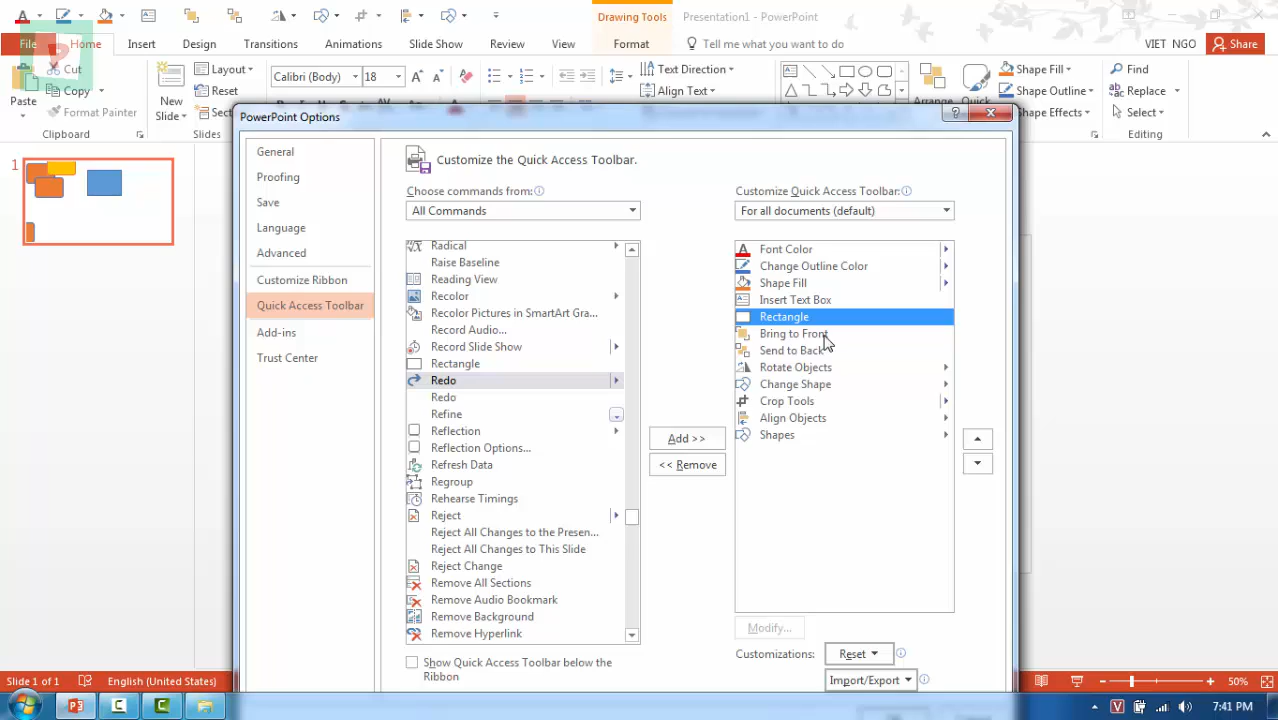 Drawing Tools
Presentation1 - PowerPoint
File
Home
Insert
Design
Transitions
Animations
Slide Show
Review
View
Format
Tell me what you want to do
VIET NGO
Share
Paste
Cut
Copy
Format Painter
Clipboard
New
Slide
Layout
Reset
Slides
Calibri (Body)
18
Text Direction
Align Text
Arrange
Quick
Shape Fill
Shape Outline
Shape Effects
Find
Replace
Select
Editing
1
PowerPoint Options
General
Proofing
Save
Language
Advanced
Customize Ribbon
Quick Access Toolbar
Add-ins
Trust Center
Customize the Quick Access Toolbar.
Choose commands from:
All Commands
Radical
Raise Baseline
Reading View
Recolor
Recolor Pictures in SmartArt Gra...
Record Audio...
Record Slide Show
Rectangle
Redo
Redo
Refine
Reflection
Reflection Options...
Refresh Data
Regroup
Rehearse Timings
Reject
Reject All Changes to the Presen...
Reject All Changes to This Slide
Reject Change
Remove All Sections
Remove Audio Bookmark
Remove Background
Remove Hyperlink
Show Quick Access Toolbar below the
Ribbon
Add >>
<< Remove
Customize Quick Access Toolbar:
For all documents (default)
Font Color
Change Outline Color
Shape Fill
Insert Text Box
Rectangle
Bring to Front
Send to Back
Rotate Objects
Change Shape
Crop Tools
Align Objects
Shapes
Modify...
Customizations:
Reset
Import/Export
Slide 1 of 1
English (United States)
50%
7:41 PM